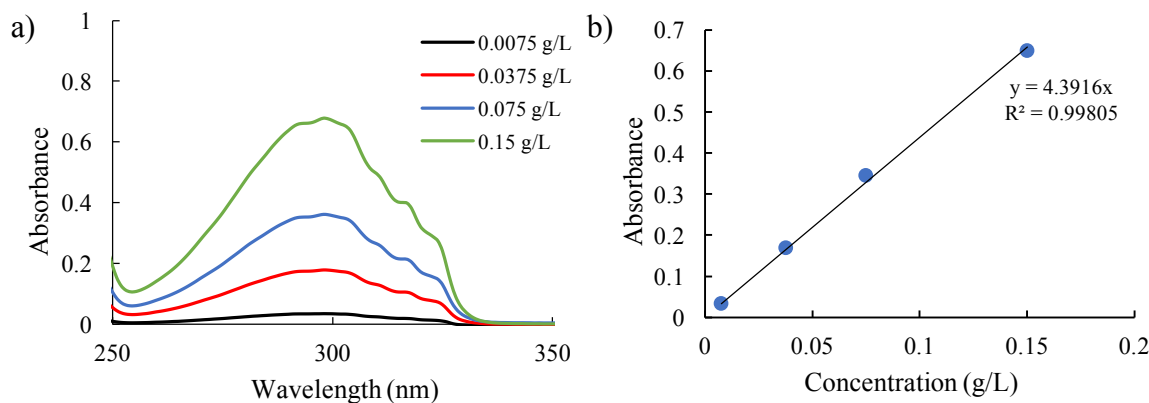 a)
Absorbance
1
0.8
0.6
0.4
0.2
0
250
300
350
Wavelength (nm)
0.0075 g/L
0.0375 g/L
0.075 g/L
0.15 g/L
b)
Absorbance
0.7
0.6
0.5
0.4
0.3
0.2
0.1
0
0
0.05
0.1
0.15
0.2
Concentration (g/L)
y = 4.3916x
R² = 0.99805